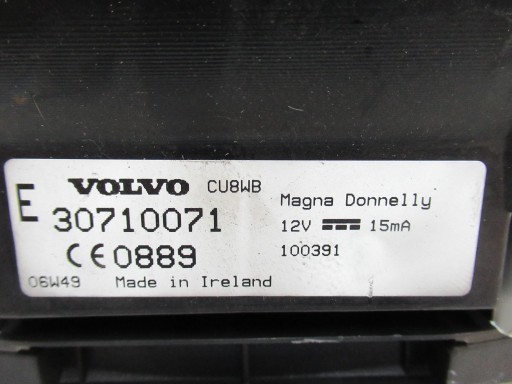 E VOLVO CU8WB
30710071
CE0889
06W49 Made in Ireland
Magna Donnelly
12V 15mA
100391